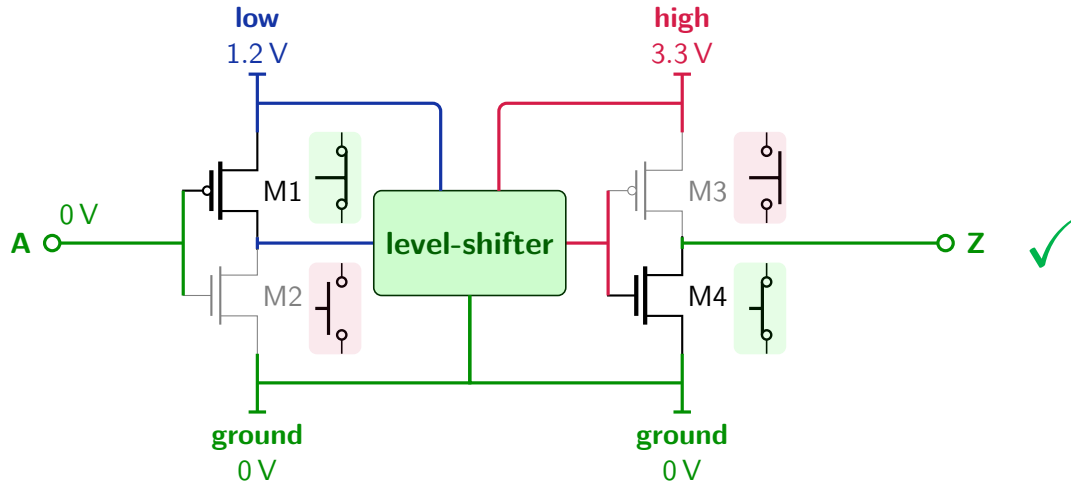 low
1.2 V
high
3.3 V
M1
M3
0 V
A
level-shifter
Z
M2
M4
ground
0 V
ground
0 V